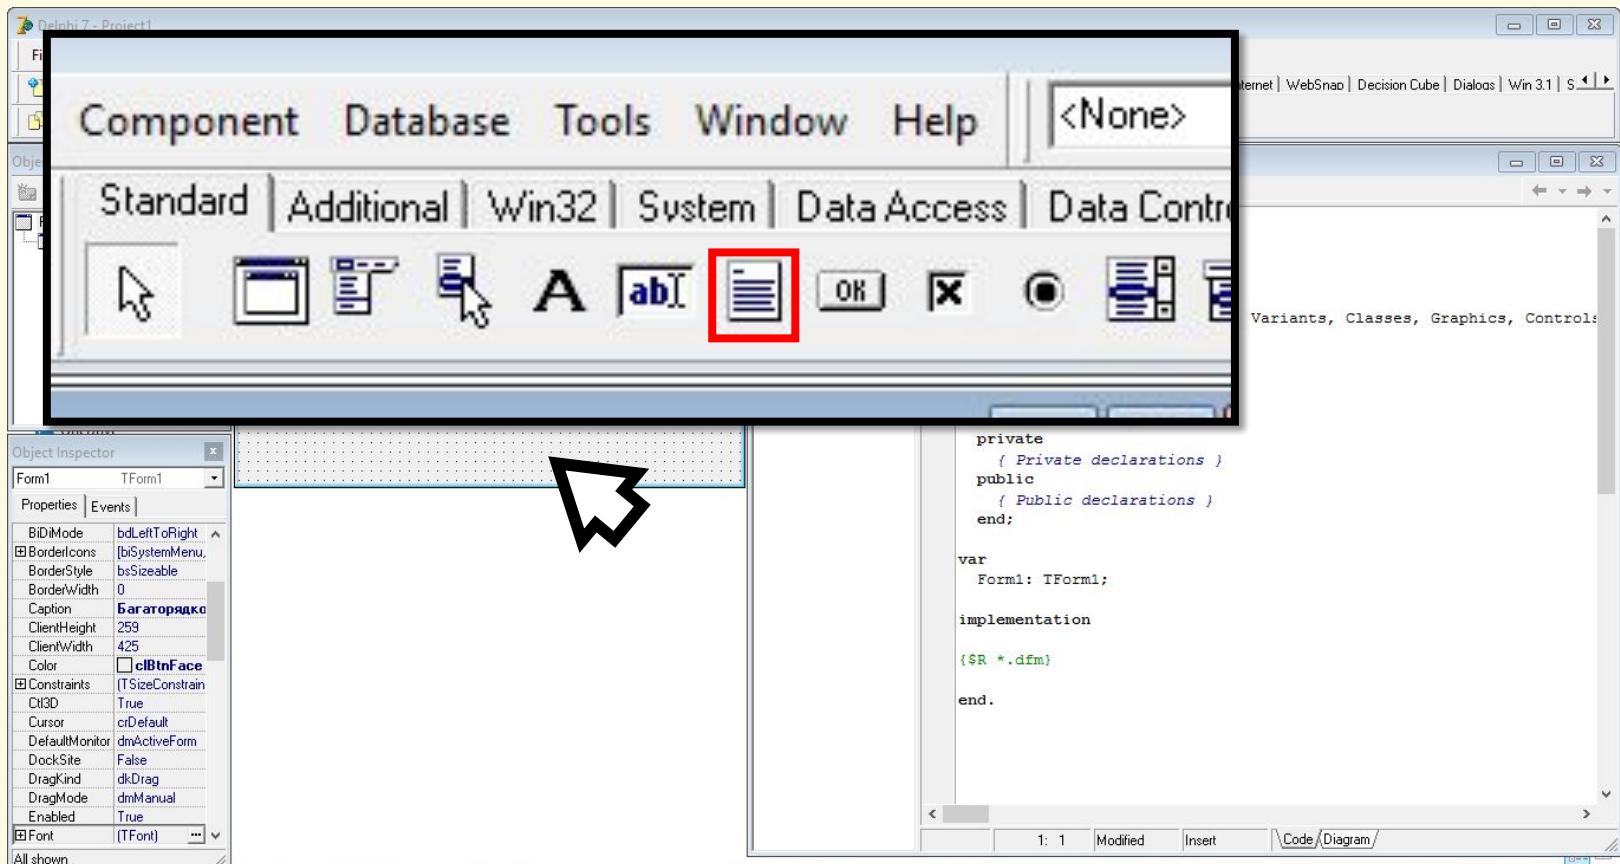 Delphi 7 - Project1
Component Database Tools Window Help <None>
Standard Additional Win32 System Data Access
WebSnap Decision Cube Dialogs Win 3.1 S
ab OK
Variants, Classes, Graphics, Controls
private
{ Private declarations }
public
{ Public declarations }
end;
var
Form1: TForm1;
implementation
{$R *.dfm}
end.
1: 1 Modified Insert Code Diagram
Object Inspector x
Form1 TForm1
Properties Events
BiDiMode bdLeftToRight
BorderIcons [biSystemMenu,
BorderStyle bsSizeable
BorderWidth 0
Caption Багаторядко
ClientHeight 259
ClientWidth 425
Color clBtnFace
Constraints (TSizeConstrain
Ctl3D True
Cursor crDefault
DefaultMonitor dmActiveForm
DockSite False
DragKind dkDrag
DragMode dmManual
Enabled True
Font (TFont) ...
All shown